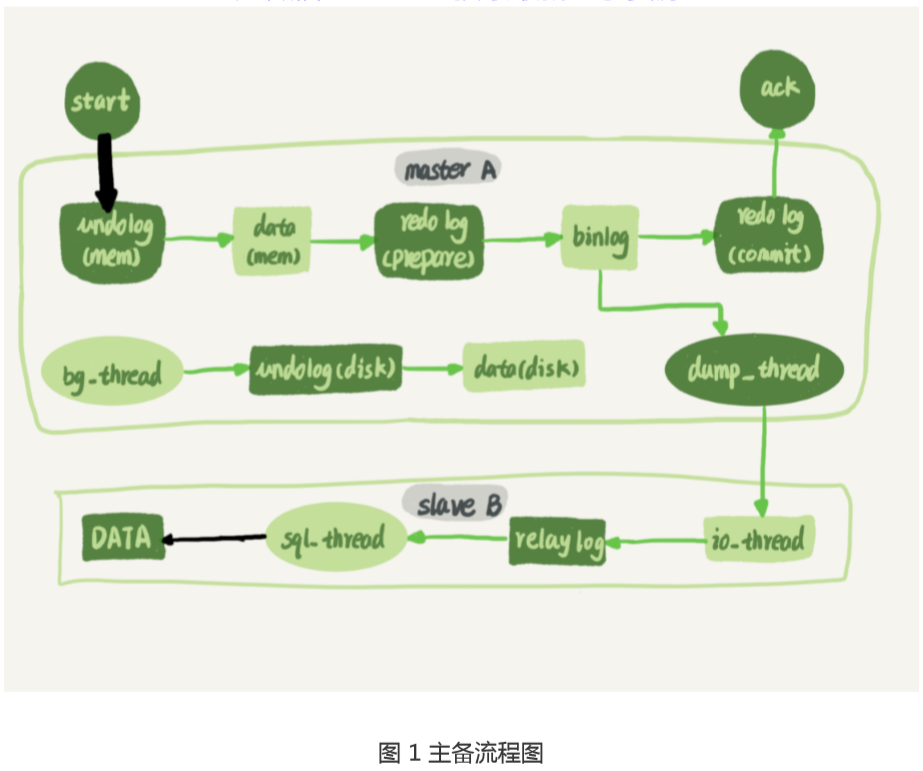 start
ack
master A
undolog
(mem)
data
(mem)
redo log
(prepare)
binlog
redo log
(commit)
bg_thread
undolog(disk)
data(disk)
dump_thread
slave B
DATA
sql_thread
relay log
io_thread
图 1 主备流程图